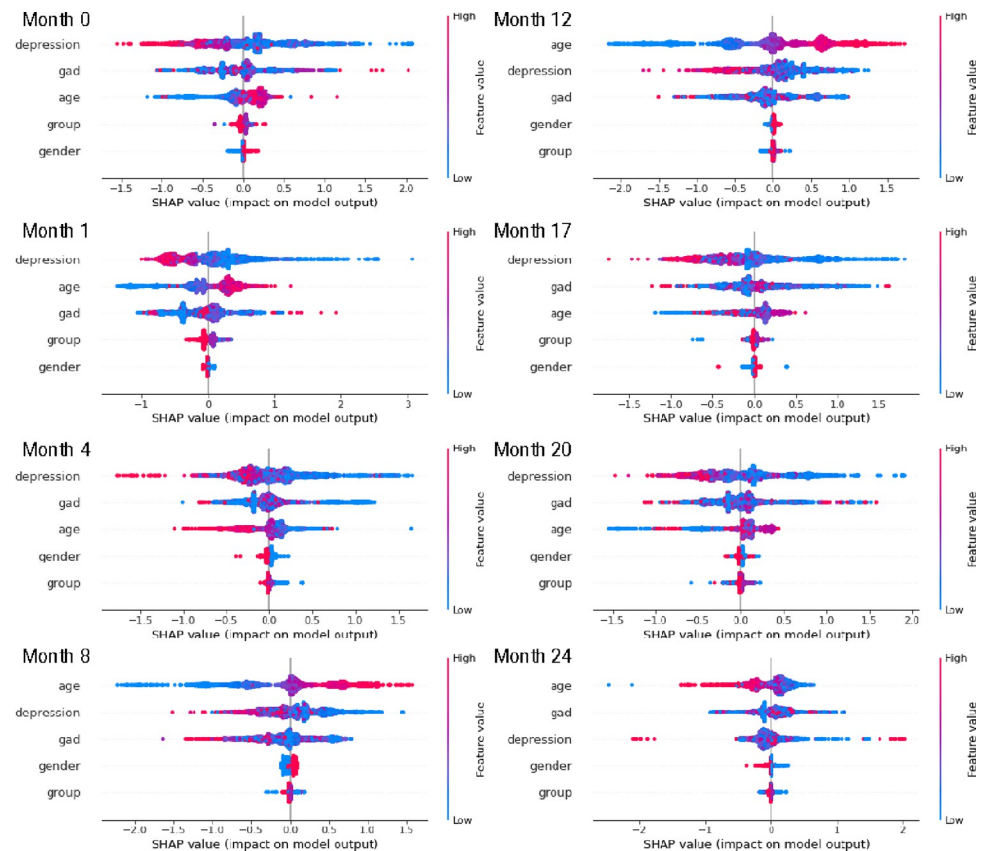 Month 0
High
depression
gad
age
group
gender
Feature value
Low
−1.5 −1.0 −0.5 0.0 0.5 1.0 1.5 2.0
SHAP value (impact on model output)
Month 12
High
age
depression
gad
gender
group
Feature value
Low
−2.0 −1.5 −1.0 −0.5 0.0 0.5 1.0 1.5
SHAP value (impact on model output)
Month 1
High
depression
age
gad
group
gender
Feature value
Low
−1 0 1 2 3
SHAP value (impact on model output)
Month 17
High
depression
gad
age
group
gender
Feature value
Low
−1.5 −1.0 −0.5 0.0 0.5 1.0 1.5
SHAP value (impact on model output)
Month 4
High
depression
gad
age
gender
group
Feature value
Low
−1.5 −1.0 −0.5 0.0 0.5 1.0 1.5
SHAP value (impact on model output)
Month 20
High
depression
gad
age
gender
group
Feature value
Low
−1.5 −1.0 −0.5 0.0 0.5 1.0 1.5 2.0
SHAP value (impact on model output)
Month 8
High
age
depression
gad
gender
group
Feature value
Low
−2.0 −1.5 −1.0 −0.5 0.0 0.5 1.0 1.5
SHAP value (impact on model output)
Month 24
High
age
gad
depression
gender
group
Feature value
Low
−2 −1 0 1 2
SHAP value (impact on model output)